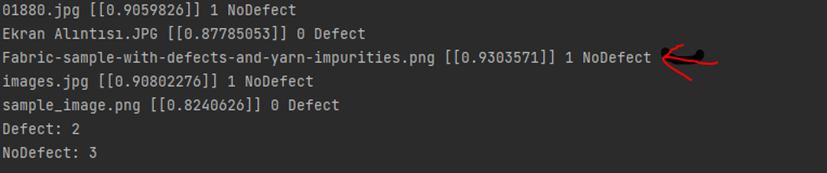 01880.jpg [[0.9059826]] 1 NoDefect
Ekran Alıntısı.JPG [[0.87785053]] 0 Defect
Fabric-sample-with-defects-and-yarn-impurities.png [[0.9303571]] 1 NoDefect
images.jpg [[0.90802276]] 1 NoDefect
sample_image.png [[0.8240626]] 0 Defect
Defect: 2
NoDefect: 3